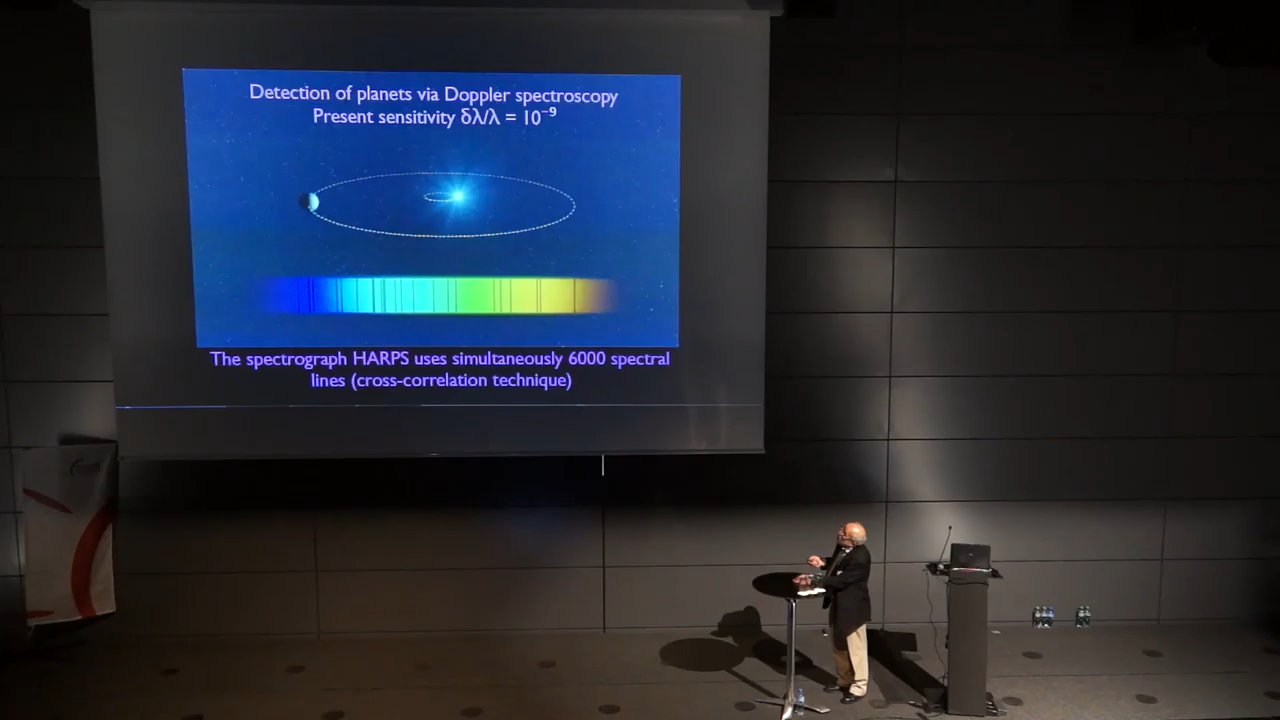 Detection of planets via Doppler spectroscopy
Present sensitivity δλ/λ = 10⁻⁹
The spectrograph HARPS uses simultaneously 6000 spectral
lines (cross-correlation technique)